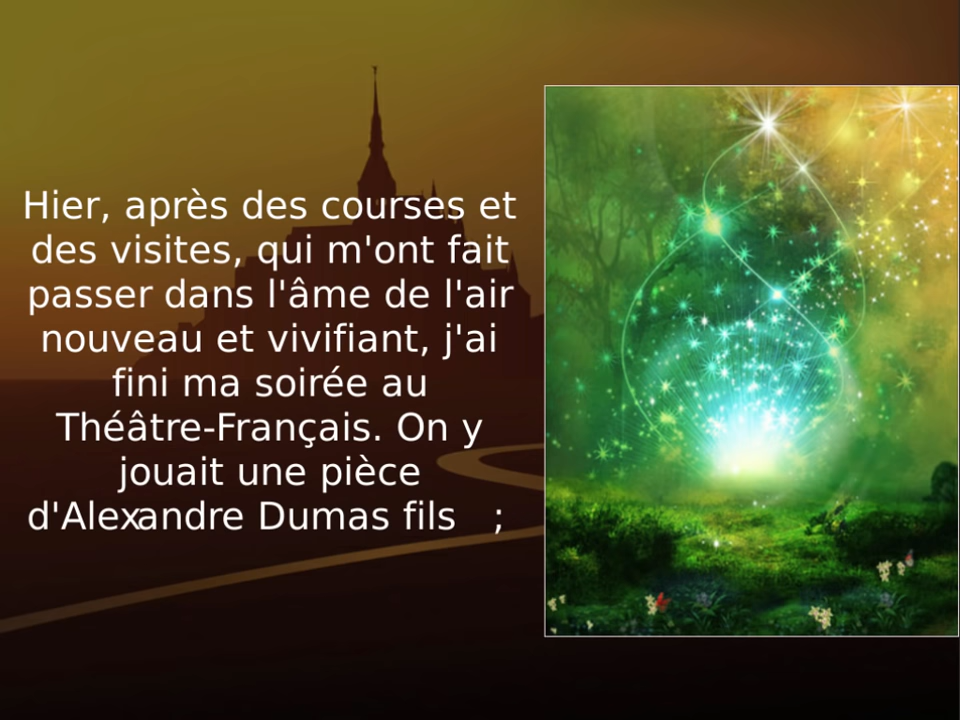 Hier, après des courses et
des visites, qui m'ont fait
passer dans l'âme de l'air
nouveau et vivifiant, j'ai
fini ma soirée au
Théâtre-Français. On y
jouait une pièce
d'Alexandre Dumas fils   ;